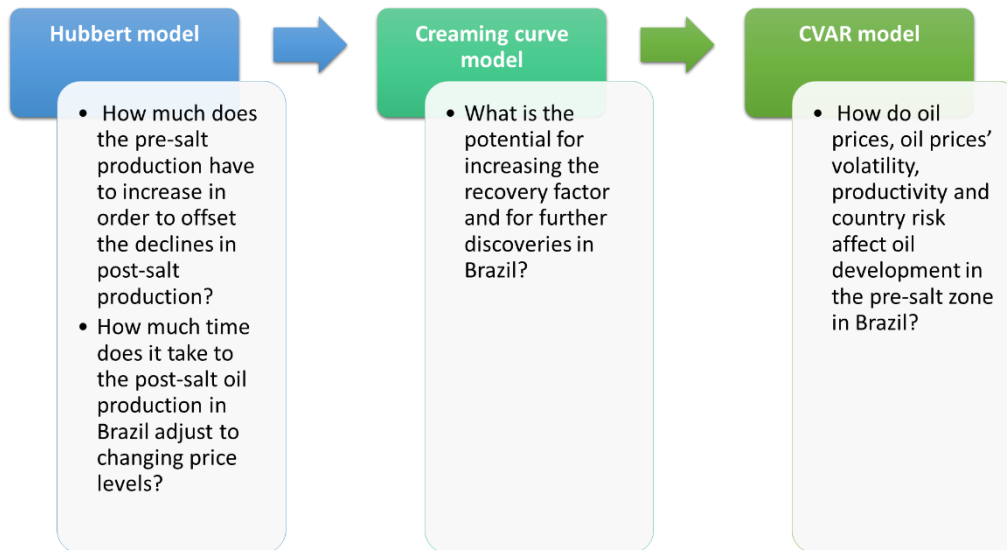 Hubbert model
• How much does
the pre-salt
production have
to increase in
order to offset
the declines in
post-salt
production?
• How much time
does it take to
the post-salt oil
production in
Brazil adjust to
changing price
levels?
Creaming curve
model
• What is the
potential for
increasing the
recovery factor
and for further
discoveries in
Brazil?
CVAR model
• How do oil
prices, oil prices’
volatility,
productivity and
country risk
affect oil
development in
the pre-salt zone
in Brazil?